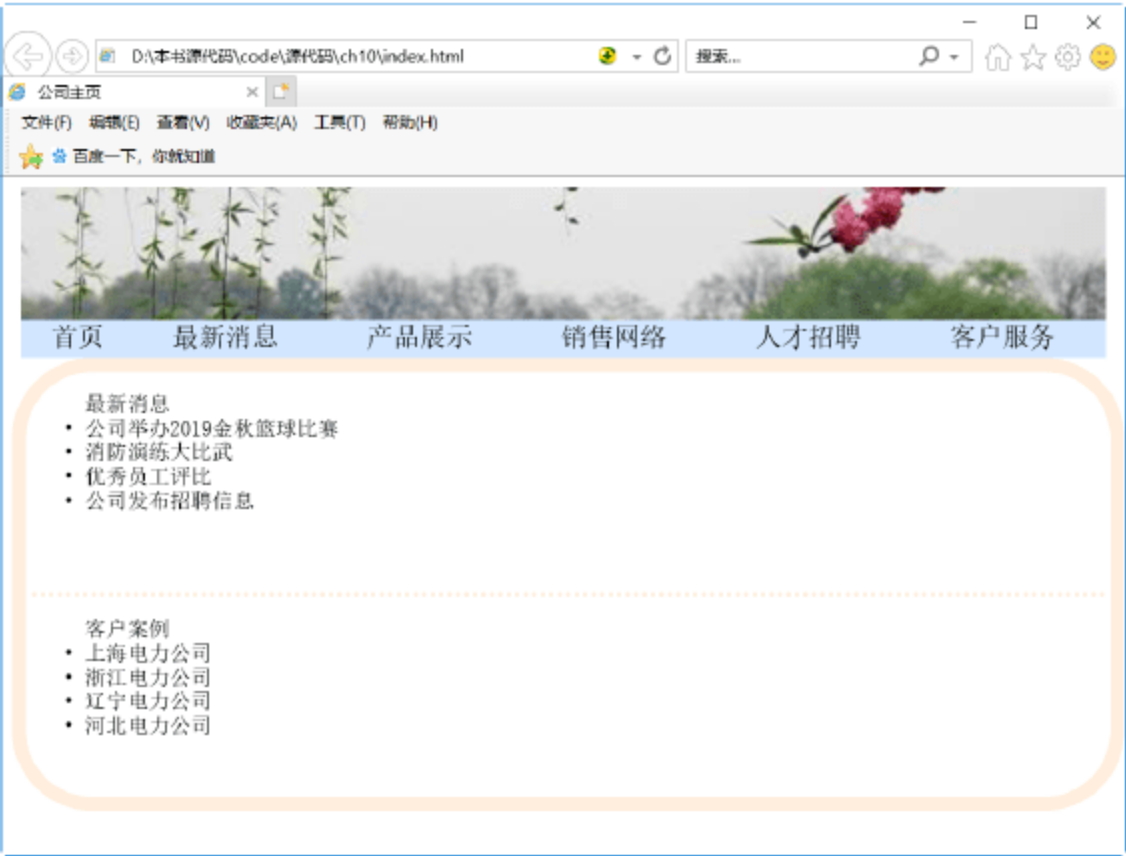 D:\本书源代码\code\源代码\ch10\index.html
搜索...
公司主页
文件(F) 编辑(E) 查看(V) 收藏夹(A) 工具(T) 帮助(H)
百度一下，你就知道
首页 最新消息 产品展示 销售网络 人才招聘 客户服务
最新消息
• 公司举办2019金秋篮球比赛
• 消防演练大比武
• 优秀员工评比
• 公司发布招聘信息
客户案例
• 上海电力公司
• 浙江电力公司
• 辽宁电力公司
• 河北电力公司